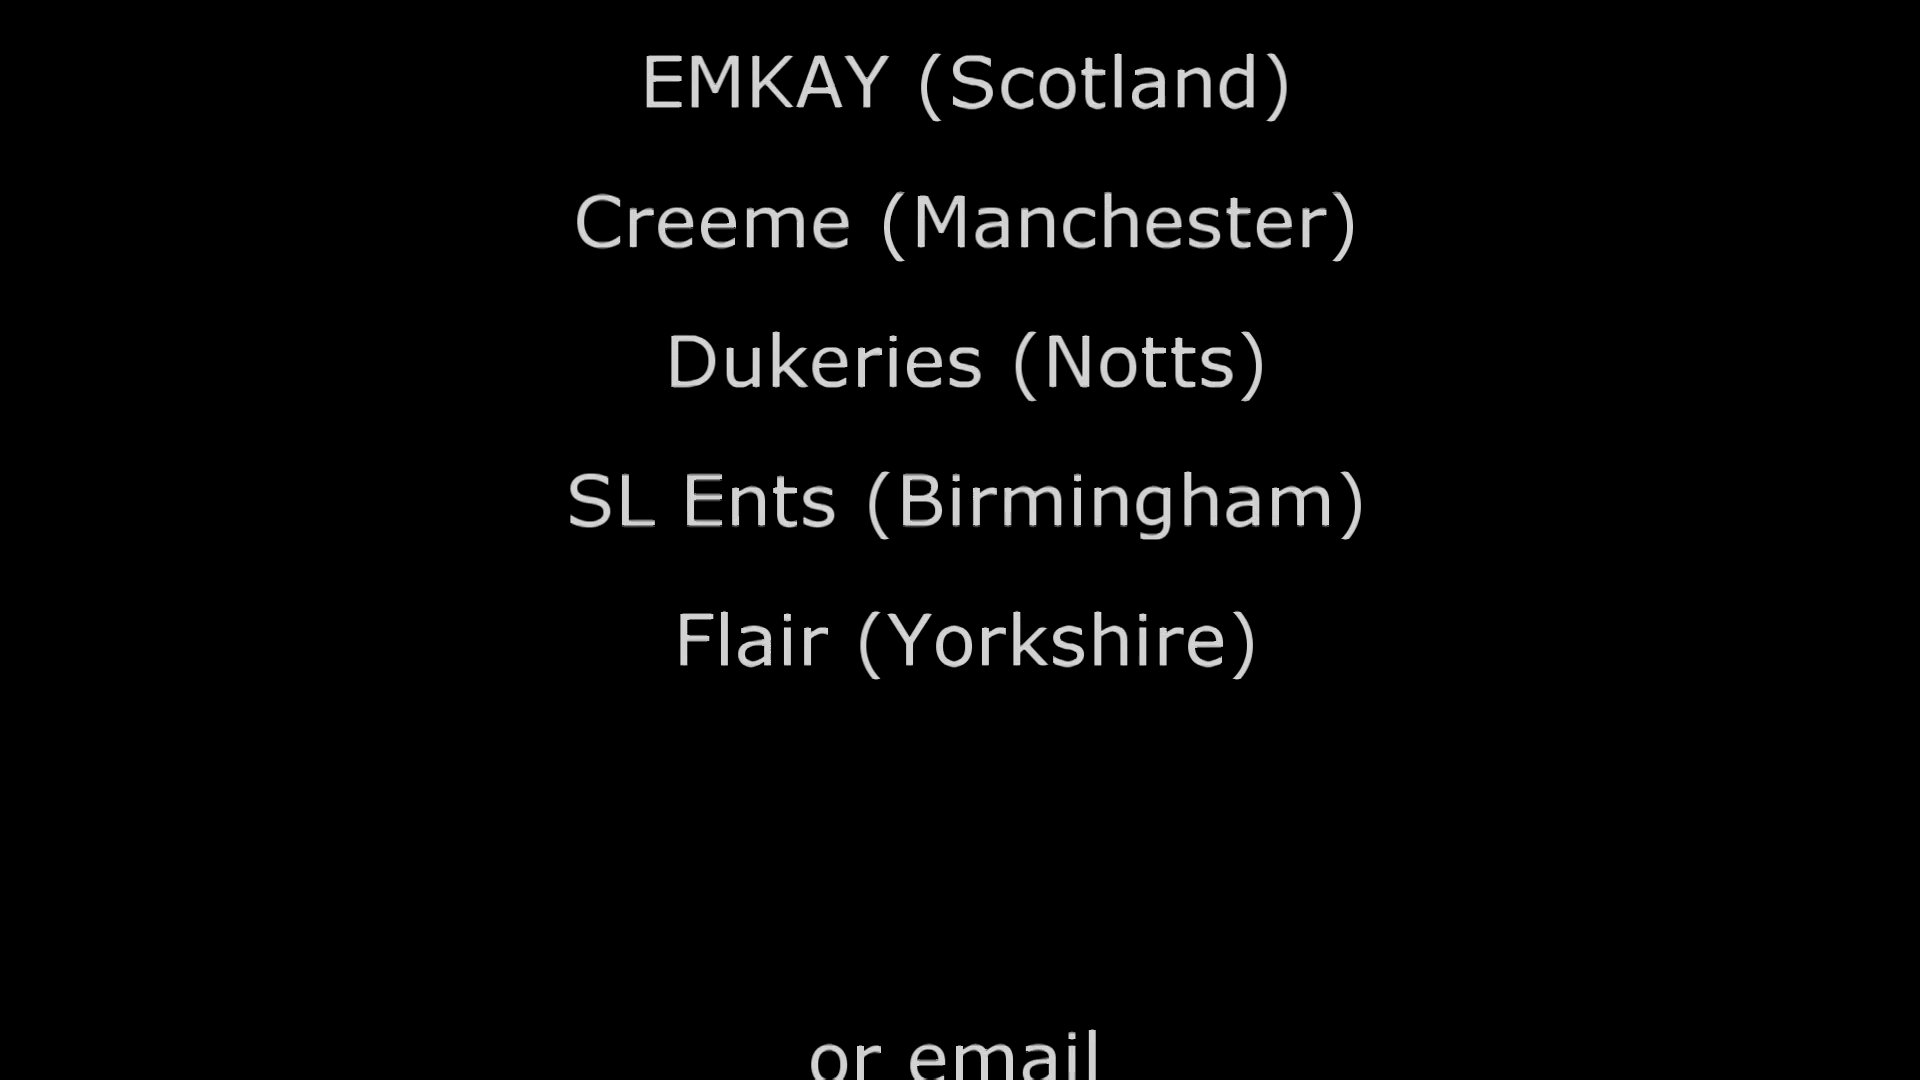 EMKAY (Scotland)
Creeme (Manchester)
Dukeries (Notts)
SL Ents (Birmingham)
Flair (Yorkshire)
or email